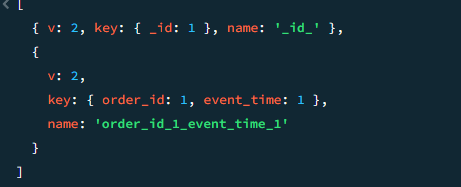 [
{ v: 2, key: { _id: 1 }, name: '_id_' },
{
v: 2,
key: { order_id: 1, event_time: 1 },
name: 'order_id_1_event_time_1'
}
]